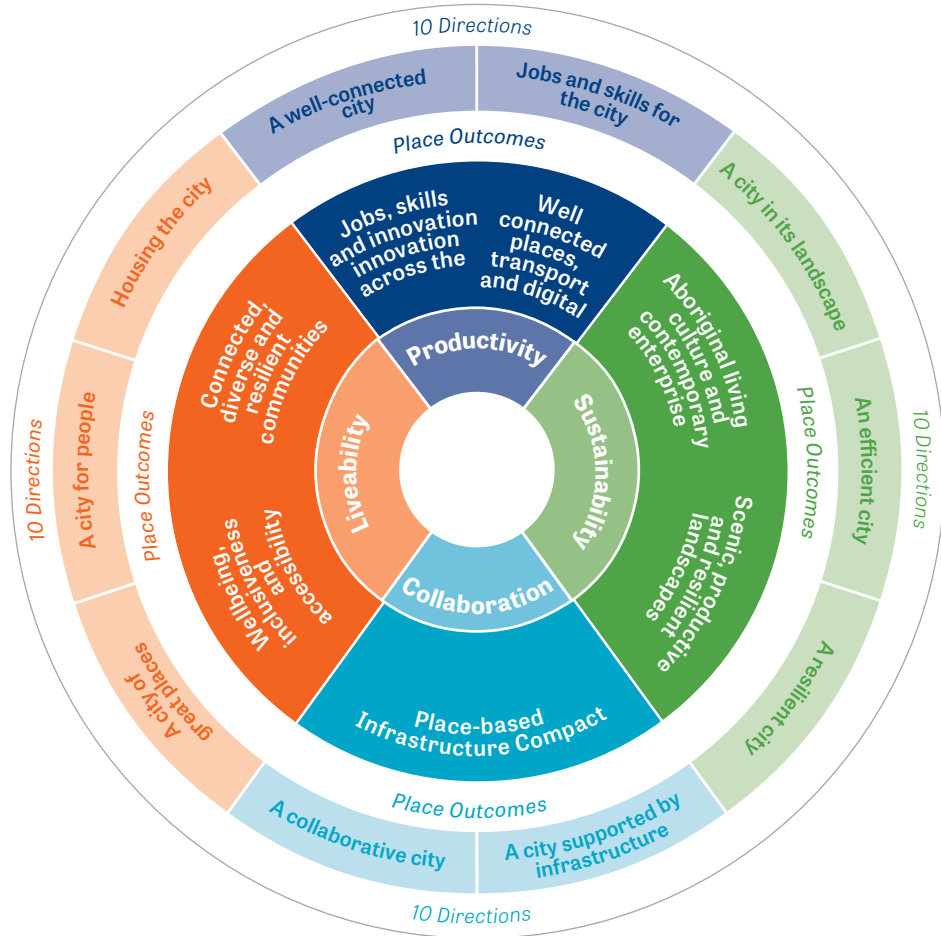 10 Directions
A well-connected
city
Jobs and skills for
the city
Place Outcomes
Jobs, skills
and innovation
innovation
across the
Well
connected
places,
transport
and digital
Productivity
A city in its landscape
An efficient city
A resilient city
10 Directions
Place Outcomes
Aboriginal living
culture and
contemporary
enterprise
Scenic, productive
and resilient
landscapes
Sustainability
Collaboration
Place-based
Infrastructure Compact
Place Outcomes
A collaborative city
A city supported by
infrastructure
10 Directions
Housing the city
A city for people
A city of
great places
10 Directions
Place Outcomes
Connected,
diverse and
resilient
communities
Wellbeing,
inclusiveness
and
accessibility
Liveability